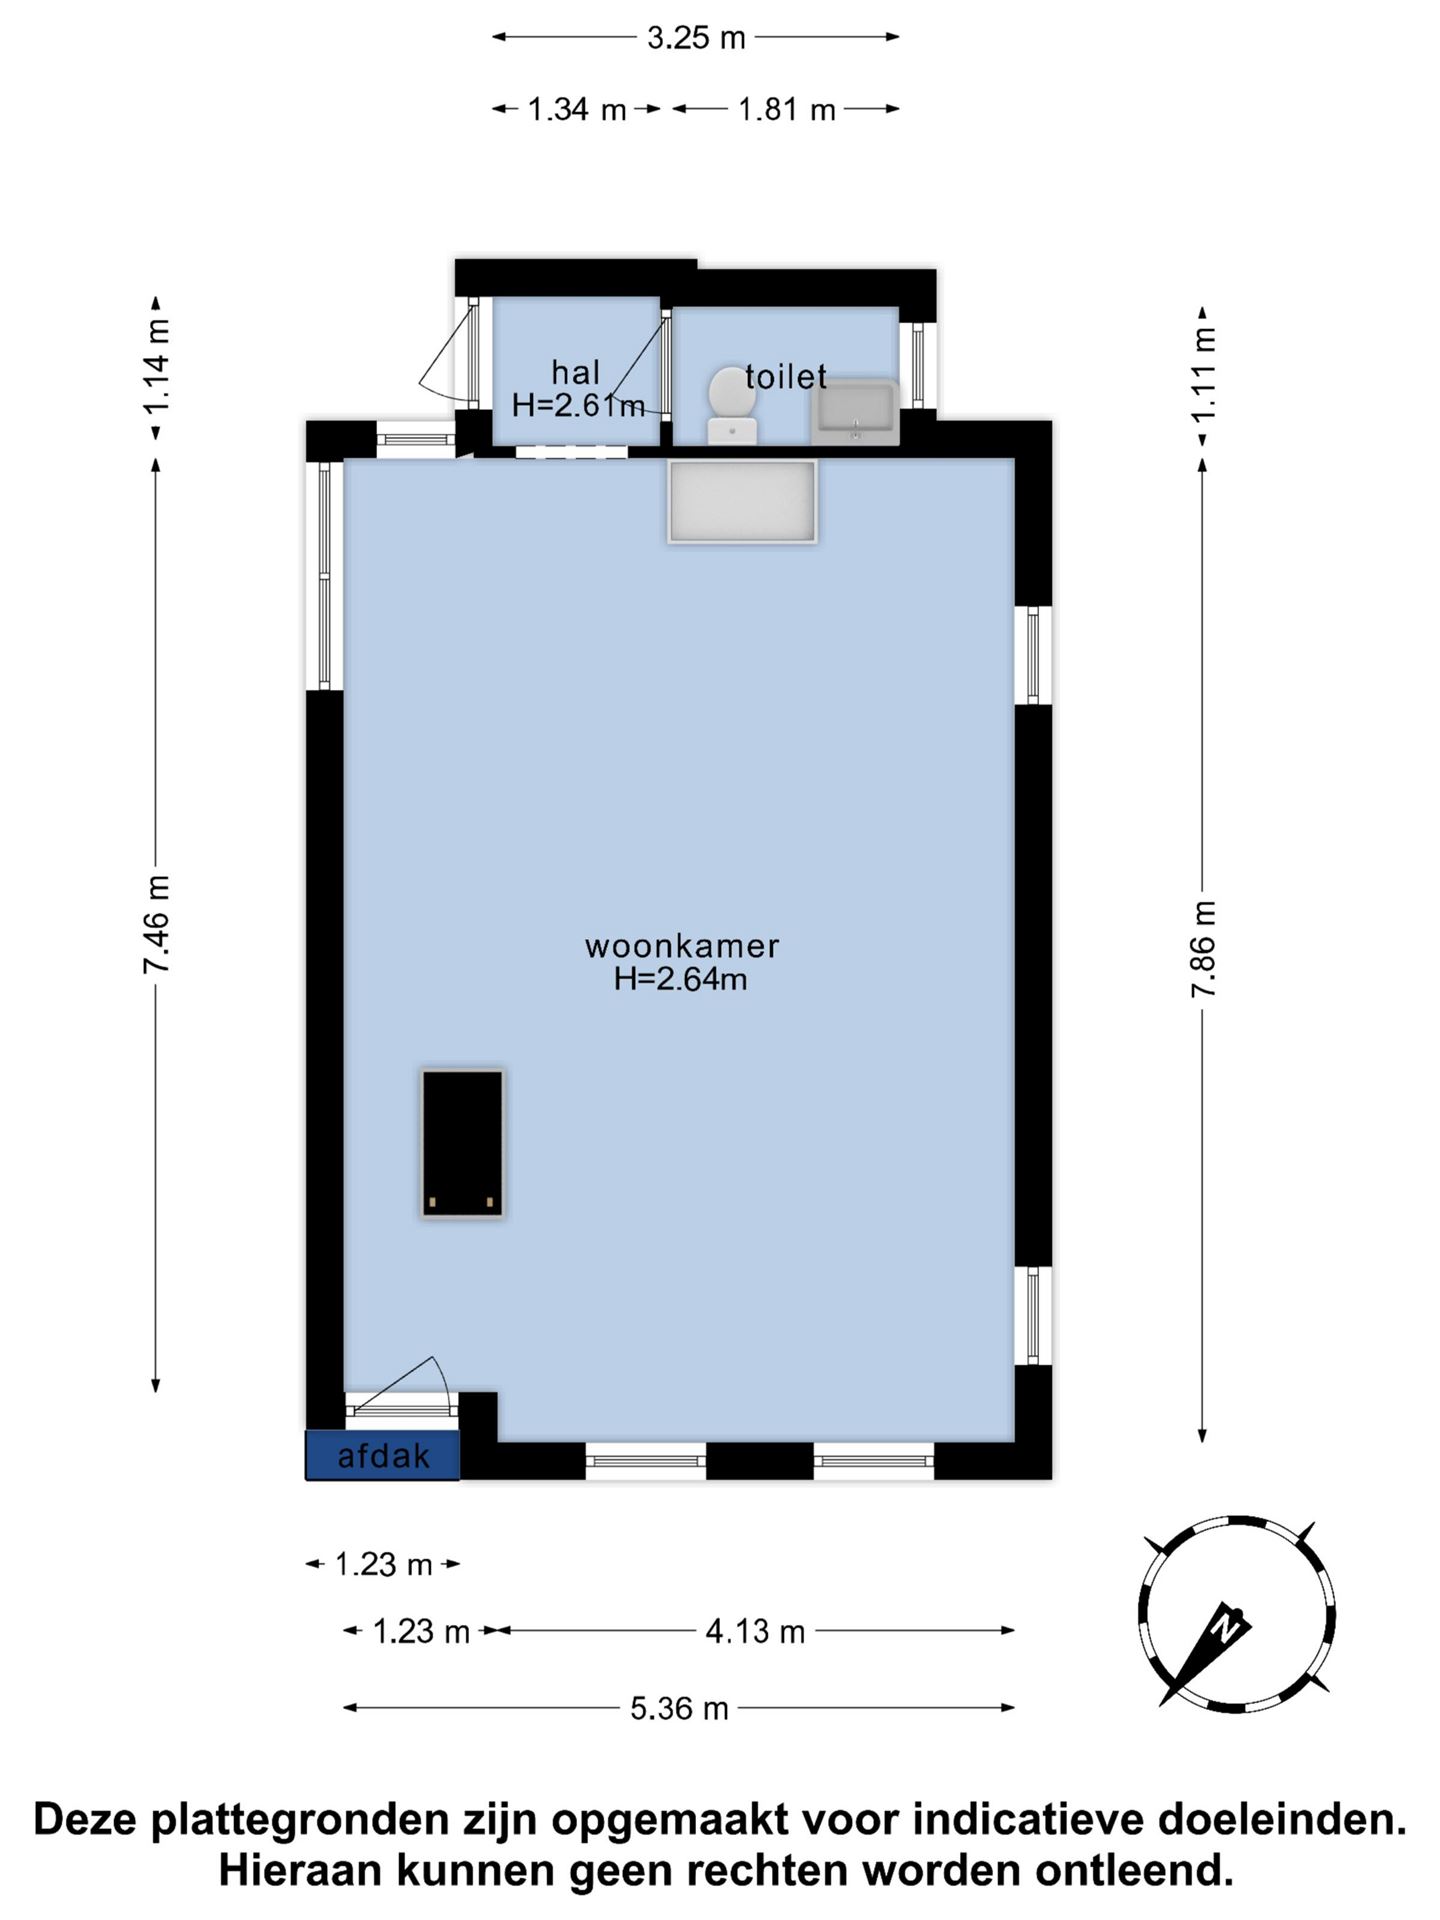 3.25 m
1.34 m
1.81 m
1.14 m
1.11 m
hal
H=2.61m
toilet
7.46 m
7.86 m
woonkamer
H=2.64m
afdak
1.23 m
1.23 m
4.13 m
5.36 m
N
Deze plattegronden zijn opgemaakt voor indicatieve doeleinden.
Hieraan kunnen geen rechten worden ontleend.